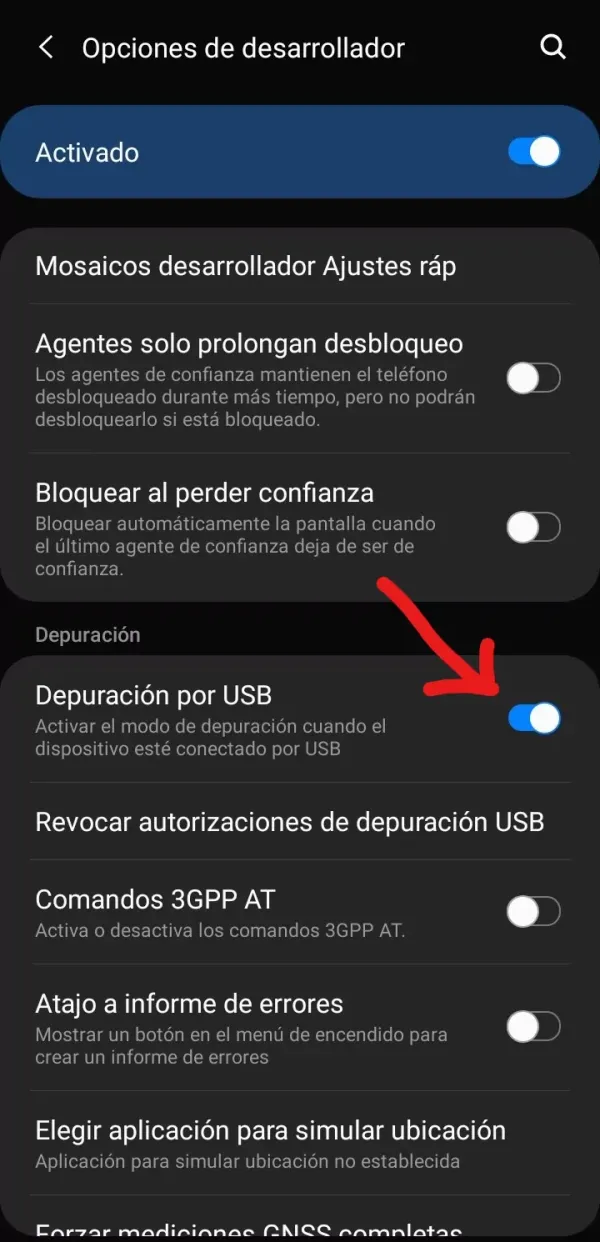 Opciones de desarrollador
Activado
Mosaicos desarrollador Ajustes ráp
Agentes solo prolongan desbloqueo
Los agentes de confianza mantienen el teléfono
desbloqueado durante más tiempo, pero no podrán
desbloquearlo si está bloqueado.
Bloquear al perder confianza
Bloquear automáticamente la pantalla cuando
el último agente de confianza deja de ser de
confianza.
Depuración
Depuración por USB
Activar el modo de depuración cuando el
dispositivo esté conectado por USB
Revocar autorizaciones de depuración USB
Comandos 3GPP AT
Activa o desactiva los comandos 3GPP AT.
Atajo a informe de errores
Mostrar un botón en el menú de encendido para
crear un informe de errores
Elegir aplicación para simular ubicación
Aplicación para simular ubicación no establecida
Forzar mediciones GNSS completas